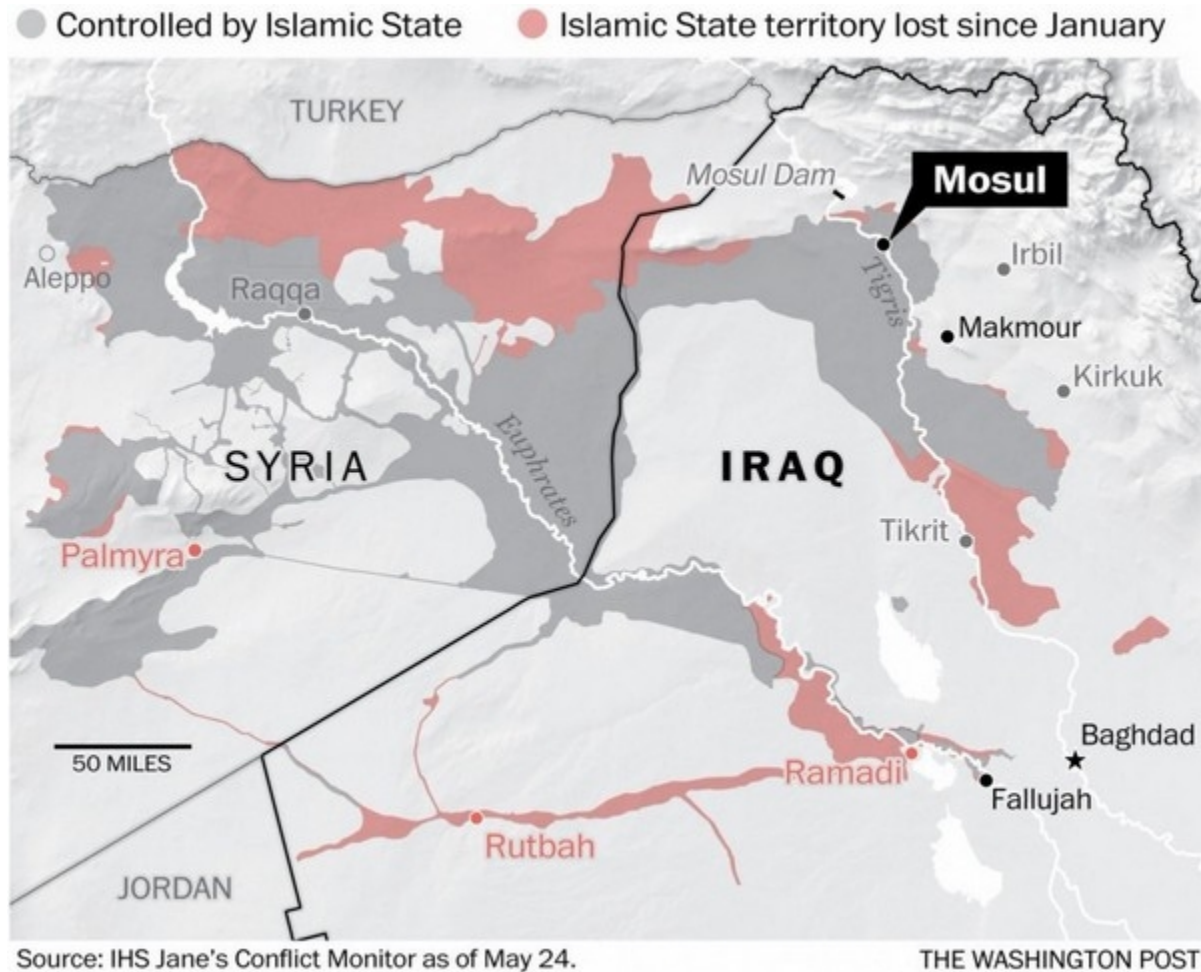 Controlled by Islamic State
Islamic State territory lost since January
TURKEY
Mosul Dam
Mosul
Irbil
Aleppo
Raqqa
Tigris
Makmour
Kirkuk
Euphrates
SYRIA
IRAQ
Tikrit
Palmyra
50 MILES
Baghdad
Ramadi
Fallujah
Rutbah
JORDAN
Source: IHS Jane's Conflict Monitor as of May 24.
THE WASHINGTON POST